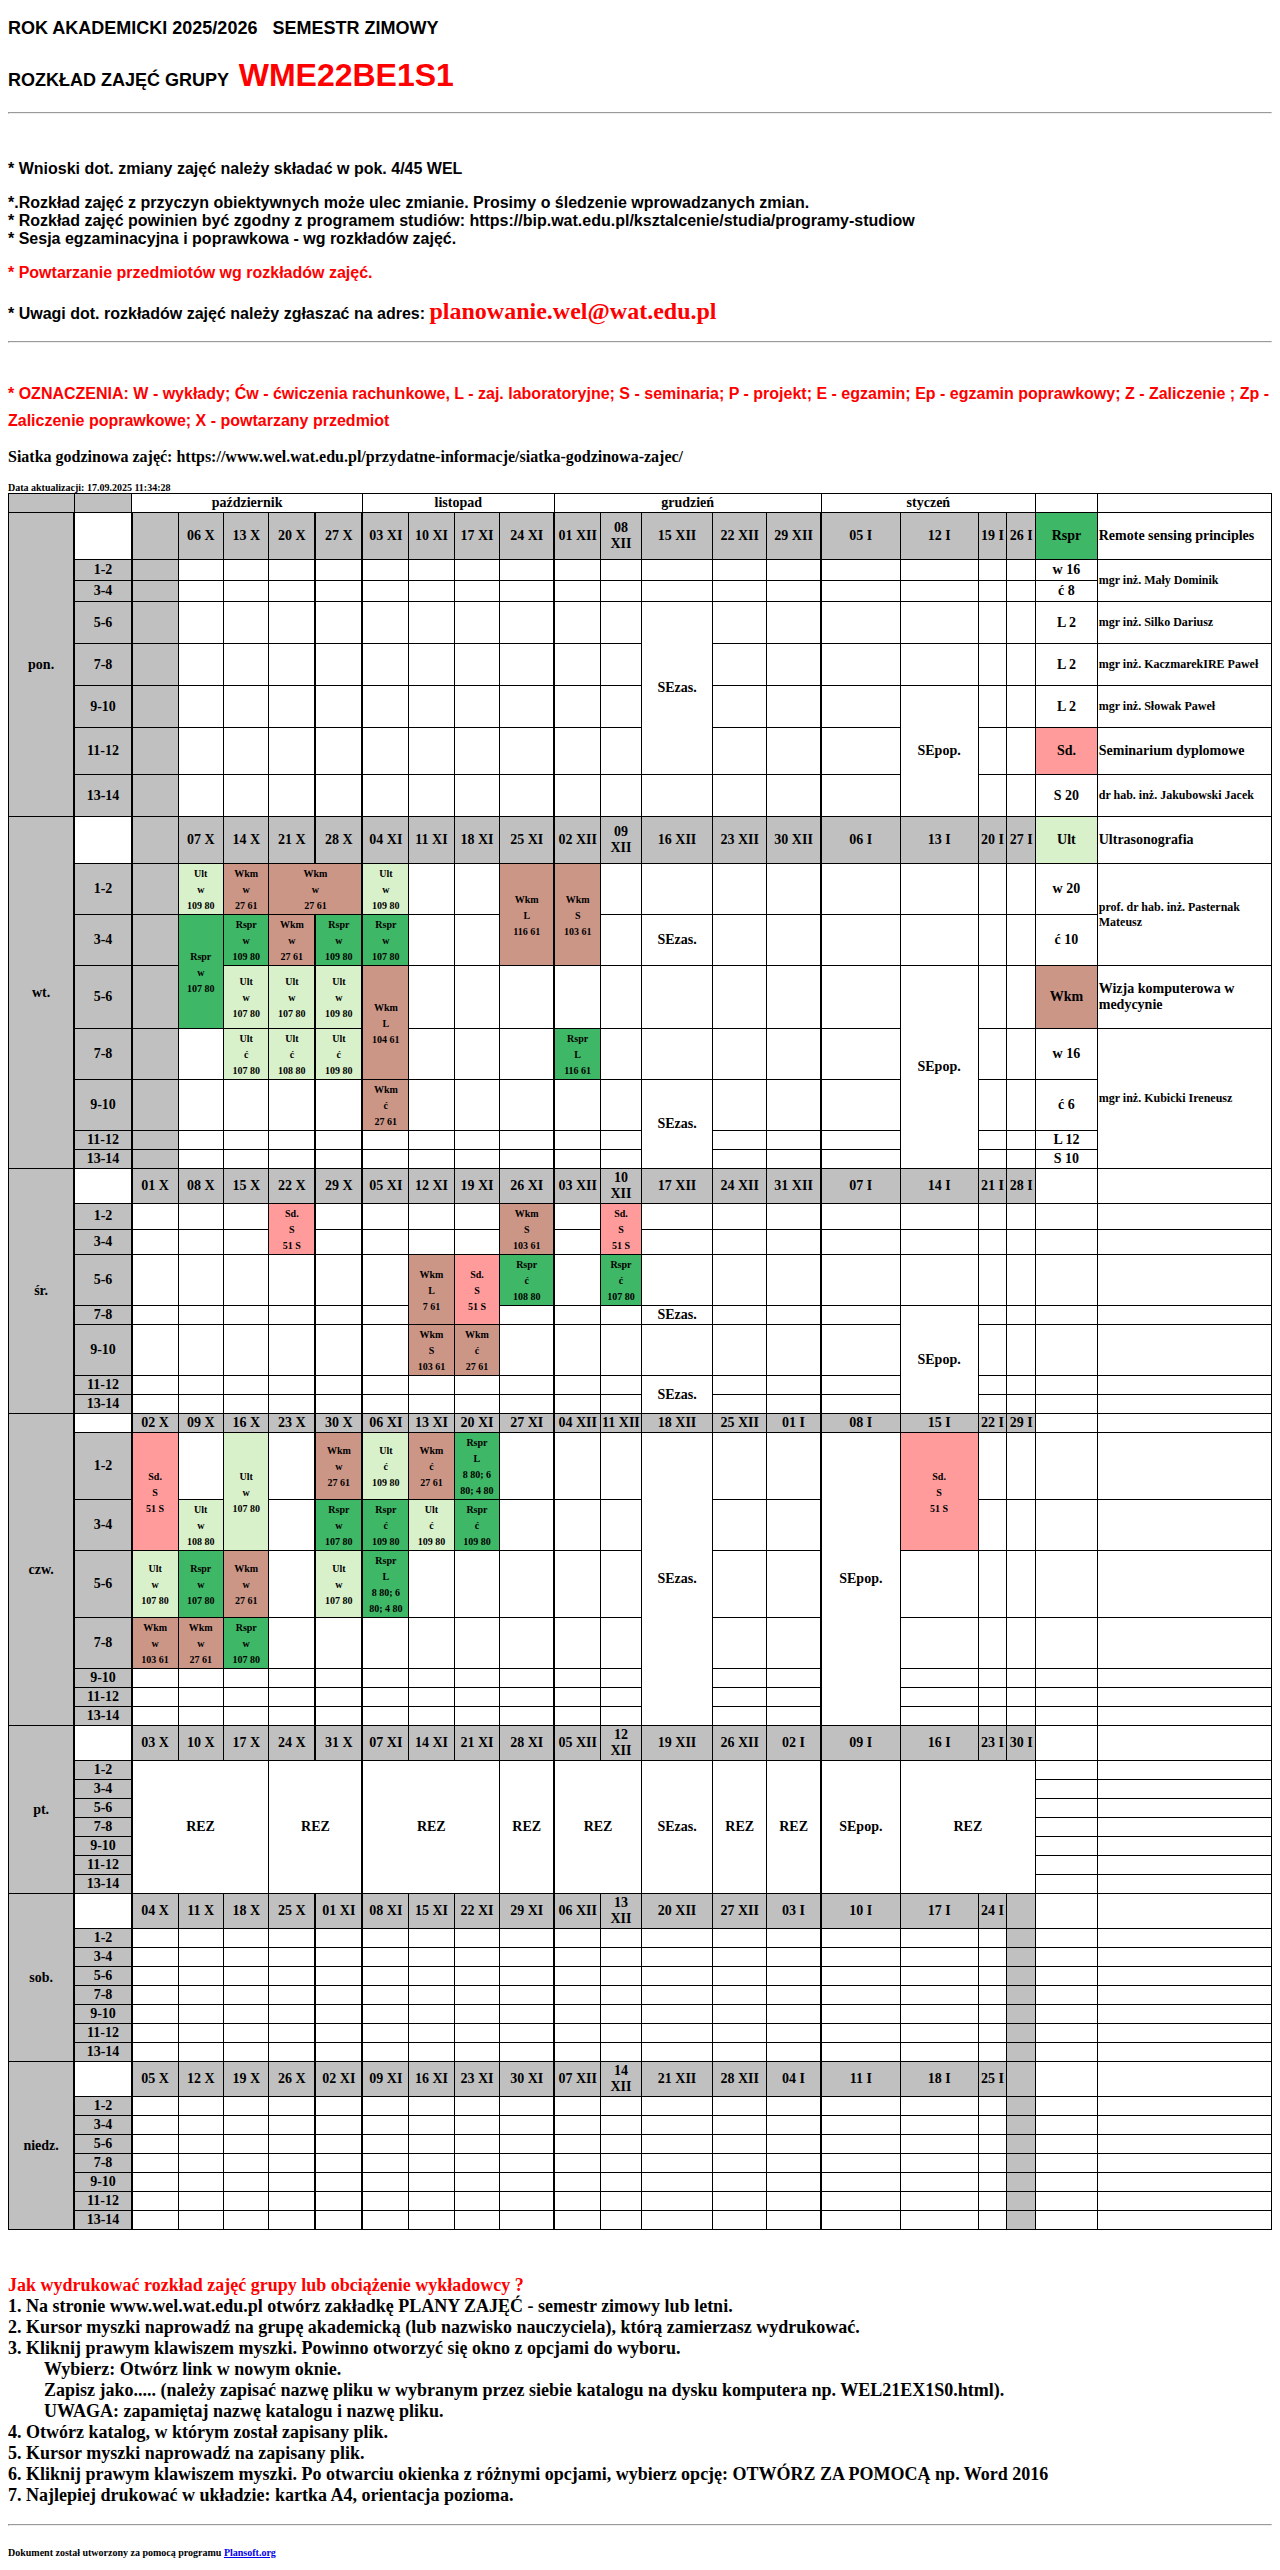 ROK AKADEMICKI 2025/2026 SEMESTR ZIMOWY
ROZKŁAD ZAJĘĆ GRUPY WME22BE1S1
* Wnioski dot. zmiany zajęć należy składać w pok. 4/45 WEL
*.Rozkład zajęć z przyczyn obiektywnych może ulec zmianie. Prosimy o śledzenie wprowadzanych zmian.
* Rozkład zajęć powinien być zgodny z programem studiów: https://bip.wat.edu.pl/ksztalcenie/studia/programy-studiow
* Sesja egzaminacyjna i poprawkowa - wg rozkładów zajęć.
* Powtarzanie przedmiotów wg rozkładów zajęć.
* Uwagi dot. rozkładów zajęć należy zgłaszać na adres: planowanie.wel@wat.edu.pl
* OZNACZENIA: W - wykłady; Ćw - ćwiczenia rachunkowe, L - zaj. laboratoryjne; S - seminaria; P - projekt; E - egzamin; Ep - egzamin poprawkowy; Z - Zaliczenie ; Zp -
Zaliczenie poprawkowe; X - powtarzany przedmiot
Siatka godzinowa zajęć: https://www.wel.wat.edu.pl/przydatne-informacje/siatka-godzinowa-zajec/
Data aktualizacji: 17.09.2025 11:34:28
październik listopad grudzień styczeń
pon. 06 X 13 X 20 X 27 X 03 XI 10 XI 17 XI 24 XI 01 XII 08 XII 15 XII 22 XII 29 XII 05 I 12 I 19 I 26 I Rspr Remote sensing principles
1-2 w 16 mgr inż. Mały Dominik
3-4 ć 8
5-6 SEzas. L 2 mgr inż. Silko Dariusz
7-8 L 2 mgr inż. KaczmarekIRE Paweł
9-10 SEpop. L 2 mgr inż. Słowak Paweł
11-12 Sd. Seminarium dyplomowe
13-14 S 20 dr hab. inż. Jakubowski Jacek
wt. 07 X 14 X 21 X 28 X 04 XI 11 XI 18 XI 25 XI 02 XII 09 XII 16 XII 23 XII 30 XII 06 I 13 I 20 I 27 I Ult Ultrasonografia
1-2 Ult w 109 80 Wkm w 27 61 Wkm w 27 61 Ult w 109 80 Wkm L 116 61 Wkm S 103 61 w 20 prof. dr hab. inż. Pasternak Mateusz
3-4 Rspr w 107 80 Rspr w 109 80 Wkm w 27 61 Rspr w 109 80 Rspr w 107 80 SEzas. ć 10
5-6 Ult w 107 80 Ult w 107 80 Ult w 109 80 Wkm L 104 61 SEpop. Wkm Wizja komputerowa w medycynie
7-8 Ult ć 107 80 Ult ć 108 80 Ult ć 109 80 Rspr L 116 61 w 16 mgr inż. Kubicki Ireneusz
9-10 Wkm ć 27 61 SEzas. ć 6
11-12 L 12
13-14 S 10
śr. 01 X 08 X 15 X 22 X 29 X 05 XI 12 XI 19 XI 26 XI 03 XII 10 XII 17 XII 24 XII 31 XII 07 I 14 I 21 I 28 I
1-2 Sd. S 51 S Wkm S 103 61 Sd. S 51 S
3-4
5-6 Wkm L 7 61 Sd. S 51 S Rspr ć 108 80 Rspr ć 107 80
7-8 SEzas. SEpop.
9-10 Wkm S 103 61 Wkm ć 27 61
11-12 SEzas.
13-14
czw. 02 X 09 X 16 X 23 X 30 X 06 XI 13 XI 20 XI 27 XI 04 XII 11 XII 18 XII 25 XII 01 I 08 I 15 I 22 I 29 I
1-2 Sd. S 51 S Ult w 107 80 Wkm w 27 61 Ult ć 109 80 Wkm ć 27 61 Rspr L 8 80; 6 80; 4 80 SEzas. SEpop. Sd. S 51 S
3-4 Ult w 108 80 Rspr w 107 80 Rspr ć 109 80 Ult ć 109 80 Rspr ć 109 80
5-6 Ult w 107 80 Rspr w 107 80 Wkm w 27 61 Ult w 107 80 Rspr L 8 80; 6 80; 4 80
7-8 Wkm w 103 61 Wkm w 27 61 Rspr w 107 80
9-10
11-12
13-14
pt. 03 X 10 X 17 X 24 X 31 X 07 XI 14 XI 21 XI 28 XI 05 XII 12 XII 19 XII 26 XII 02 I 09 I 16 I 23 I 30 I
1-2 REZ REZ REZ REZ REZ SEzas. REZ REZ SEpop. REZ
3-4
5-6
7-8
9-10
11-12
13-14
sob. 04 X 11 X 18 X 25 X 01 XI 08 XI 15 XI 22 XI 29 XI 06 XII 13 XII 20 XII 27 XII 03 I 10 I 17 I 24 I
1-2
3-4
5-6
7-8
9-10
11-12
13-14
niedz. 05 X 12 X 19 X 26 X 02 XI 09 XI 16 XI 23 XI 30 XI 07 XII 14 XII 21 XII 28 XII 04 I 11 I 18 I 25 I
1-2
3-4
5-6
7-8
9-10
11-12
13-14
Jak wydrukować rozkład zajęć grupy lub obciążenie wykładowcy ?
1. Na stronie www.wel.wat.edu.pl otwórz zakładkę PLANY ZAJĘĆ - semestr zimowy lub letni.
2. Kursor myszki naprowadź na grupę akademicką (lub nazwisko nauczyciela), którą zamierzasz wydrukować.
3. Kliknij prawym klawiszem myszki. Powinno otworzyć się okno z opcjami do wyboru.
Wybierz: Otwórz link w nowym oknie.
Zapisz jako..... (należy zapisać nazwę pliku w wybranym przez siebie katalogu na dysku komputera np. WEL21EX1S0.html).
UWAGA: zapamiętaj nazwę katalogu i nazwę pliku.
4. Otwórz katalog, w którym został zapisany plik.
5. Kursor myszki naprowadź na zapisany plik.
6. Kliknij prawym klawiszem myszki. Po otwarciu okienka z różnymi opcjami, wybierz opcję: OTWÓRZ ZA POMOCĄ np. Word 2016
7. Najlepiej drukować w układzie: kartka A4, orientacja pozioma.
Dokument został utworzony za pomocą programu Plansoft.org